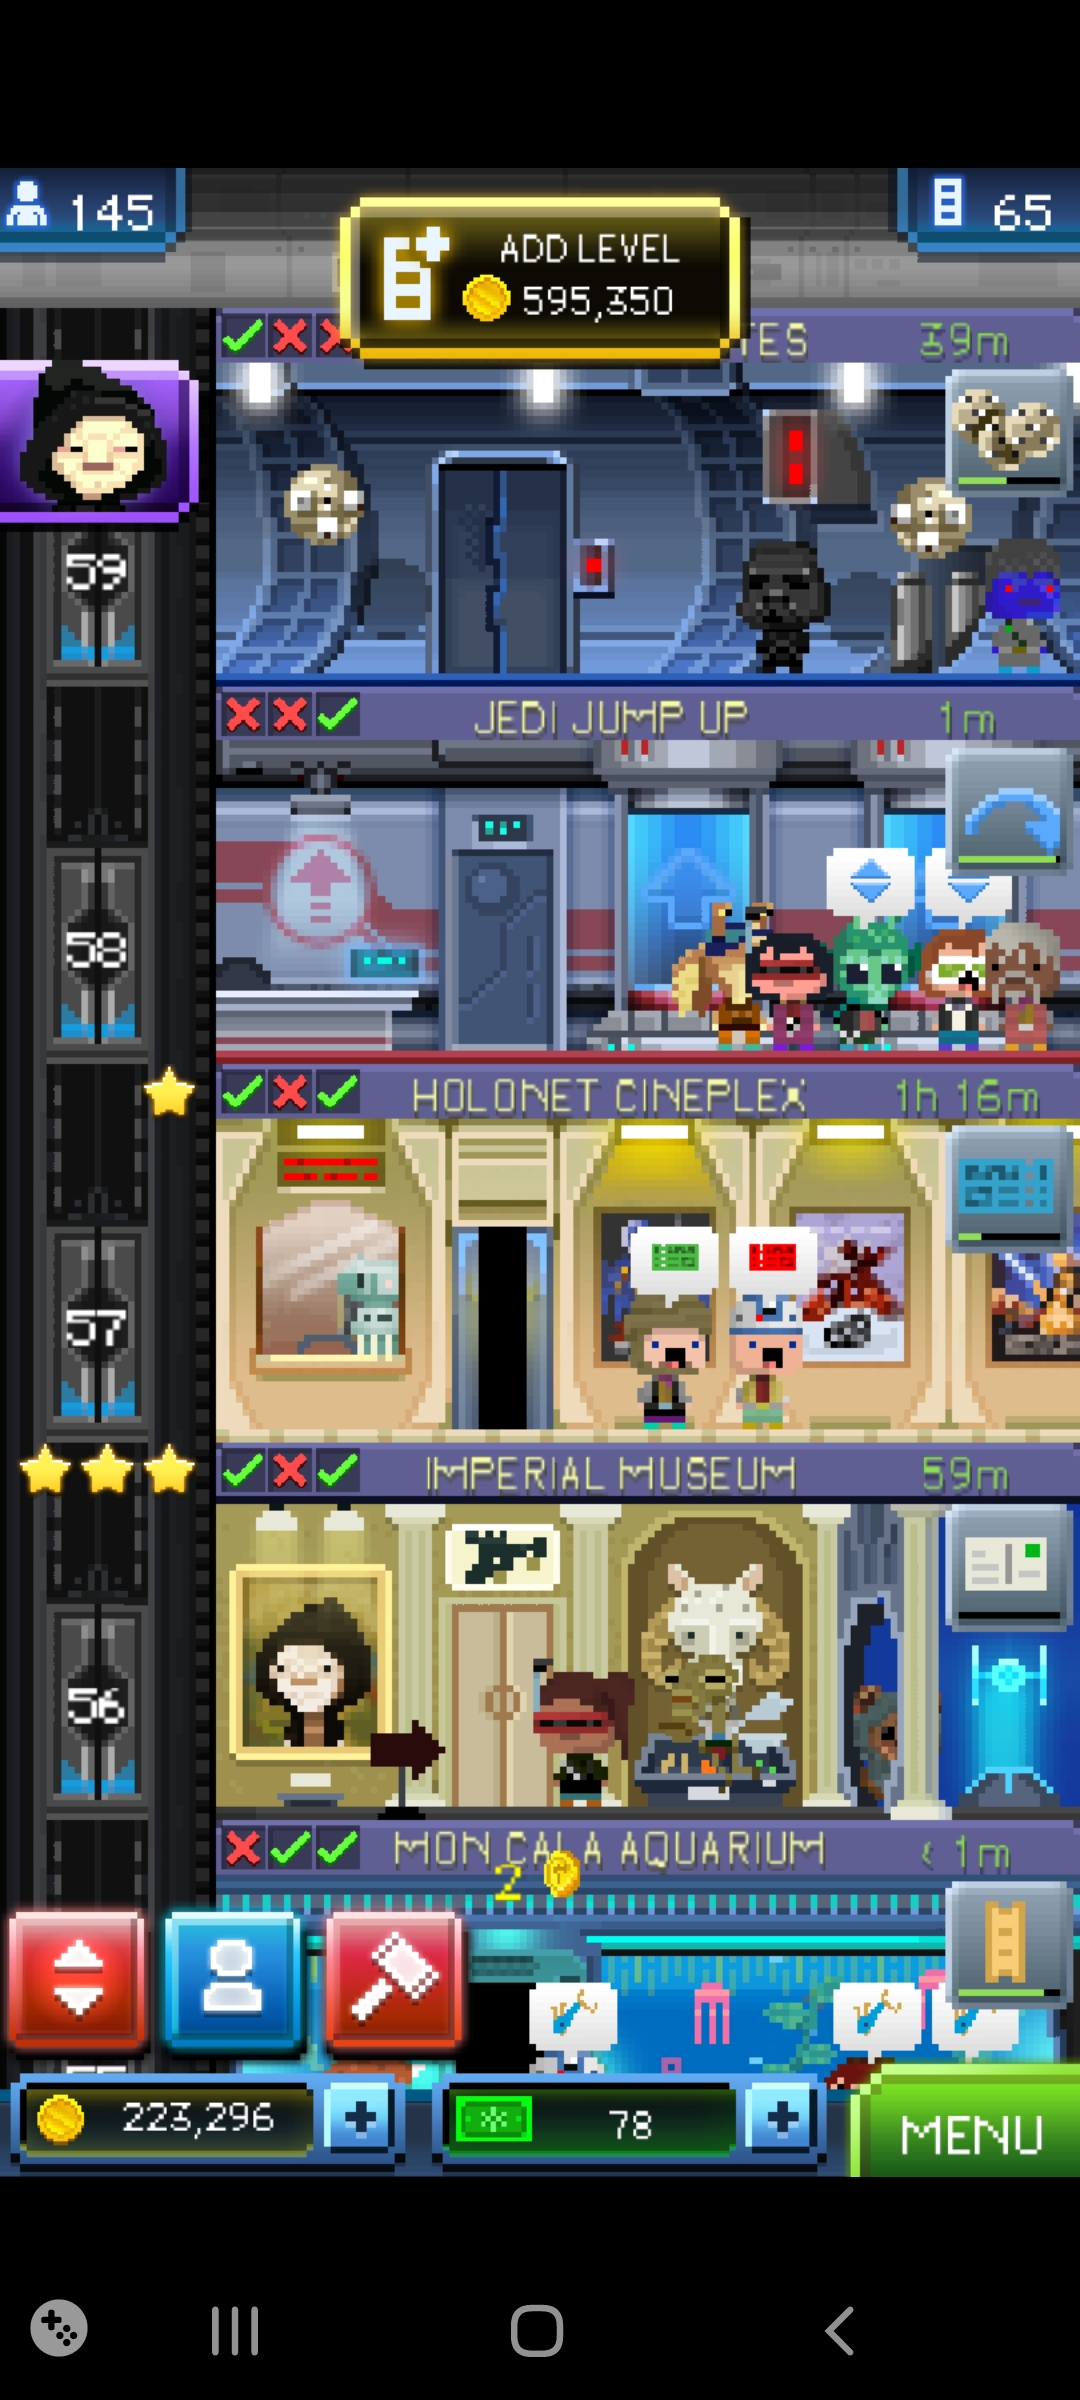 145
ADD LEVEL
595,350
65
TES
39m
59
JEDI JUMP UP
1m
58
HOLONET CINEPLEX
1h 16m
57
IMPERIAL MUSEUM
59m
56
MON CALA AQUARIUM
< 1m
2
223,296
78
MENU